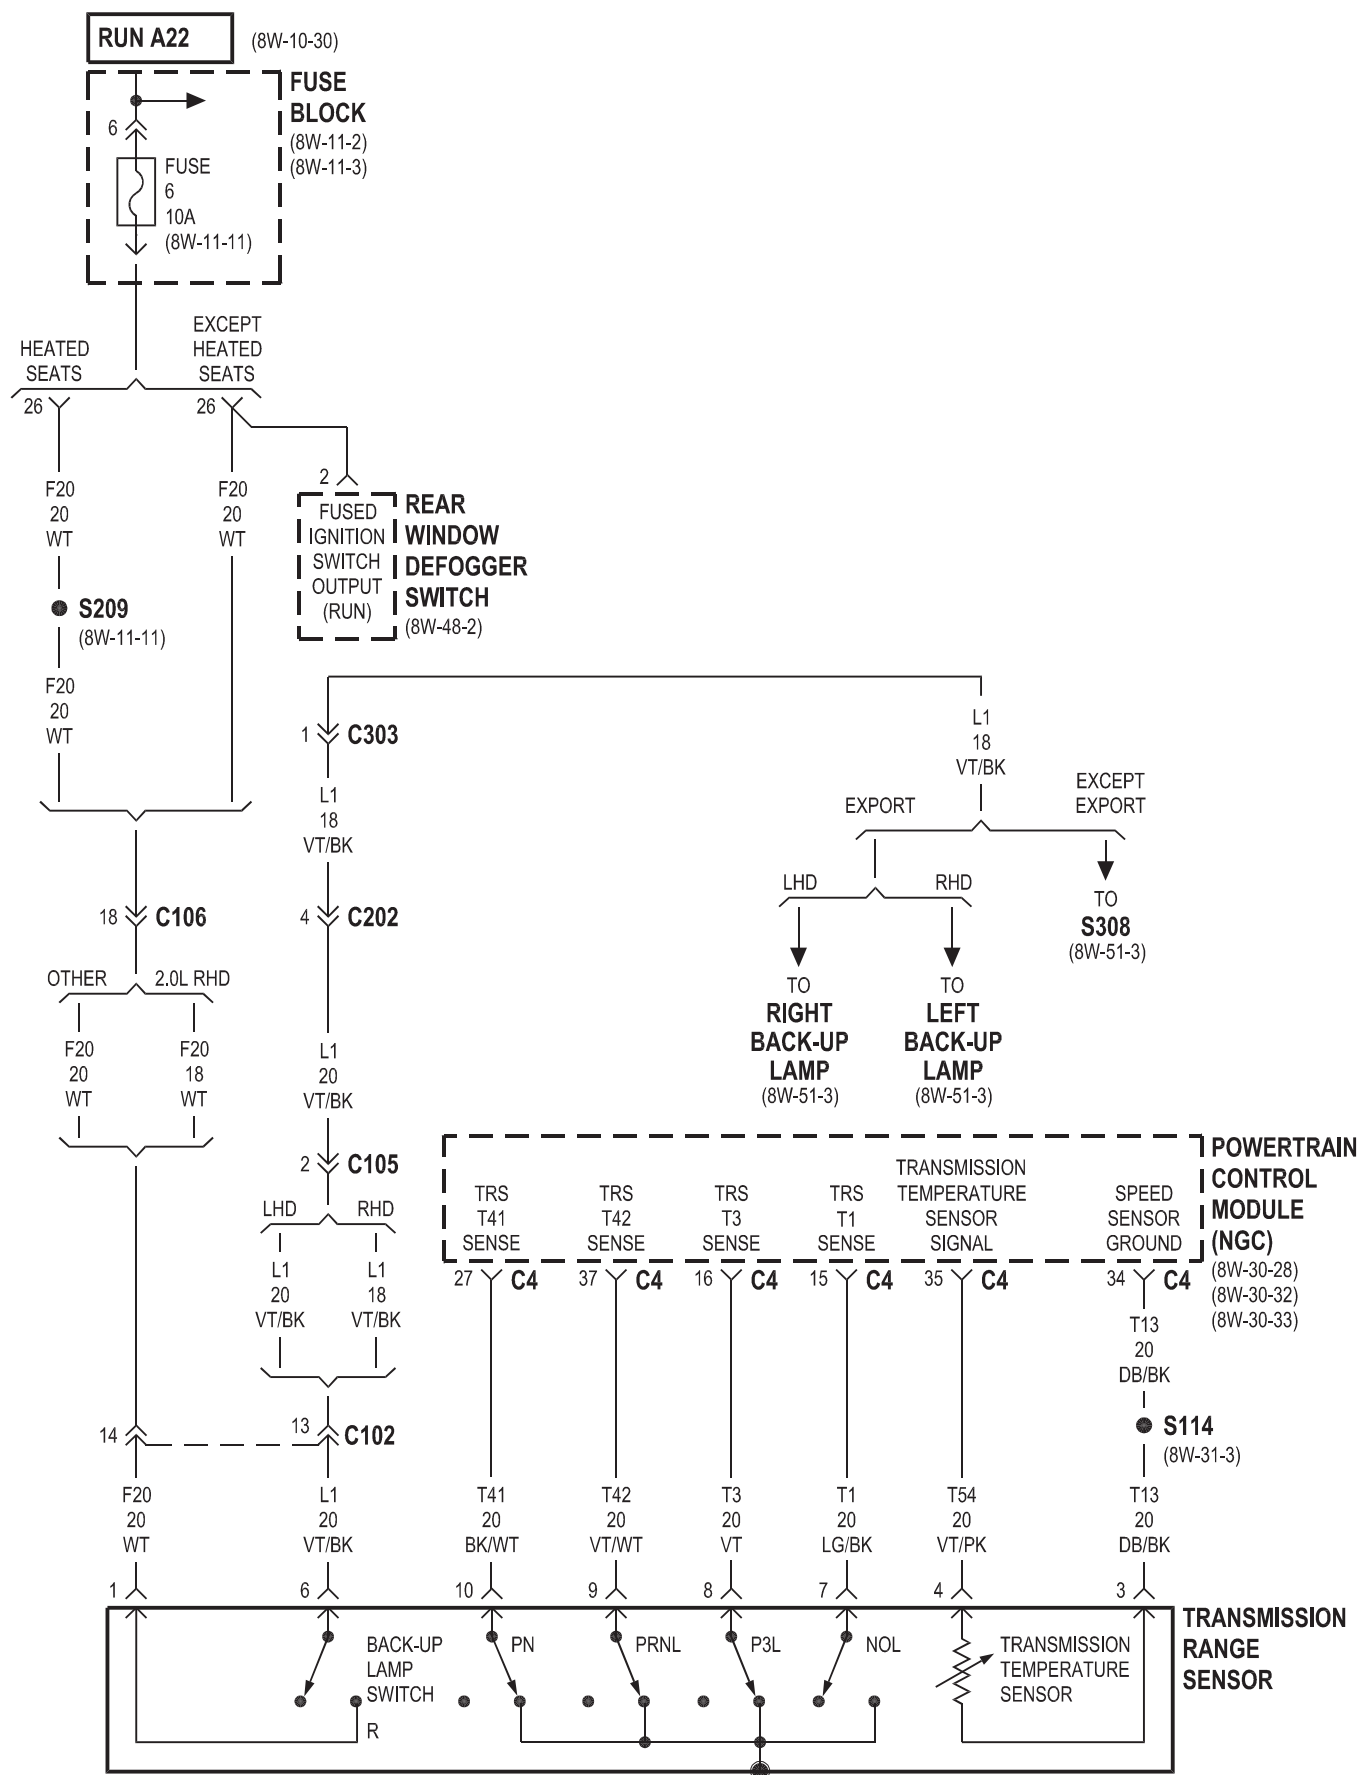 RUN A22
(8W-10-30)
FUSE
BLOCK
(8W-11-2)
(8W-11-3)
6
FUSE
6
10A
(8W-11-11)
HEATED
SEATS
EXCEPT
HEATED
SEATS
26
26
F20
20
WT
F20
20
WT
2
FUSED
IGNITION
SWITCH
OUTPUT
(RUN)
REAR
WINDOW
DEFOGGER
SWITCH
(8W-48-2)
S209
(8W-11-11)
F20
20
WT
1
C303
L1
18
VT/BK
L1
18
VT/BK
EXPORT
EXCEPT
EXPORT
LHD
RHD
TO
S308
(8W-51-3)
18
C106
4
C202
OTHER
2.0L RHD
TO
RIGHT
BACK-UP
LAMP
(8W-51-3)
TO
LEFT
BACK-UP
LAMP
(8W-51-3)
F20
20
WT
F20
18
WT
L1
20
VT/BK
2
C105
LHD
RHD
L1
20
VT/BK
L1
18
VT/BK
TRS
T41
SENSE
TRS
T42
SENSE
TRS
T3
SENSE
TRS
T1
SENSE
TRANSMISSION
TEMPERATURE
SENSOR
SIGNAL
SPEED
SENSOR
GROUND
POWERTRAIN
CONTROL
MODULE
(NGC)
(8W-30-28)
(8W-30-32)
(8W-30-33)
27
C4
37
C4
16
C4
15
C4
35
C4
34
C4
T13
20
DB/BK
S114
(8W-31-3)
14
13
C102
F20
20
WT
L1
20
VT/BK
T41
20
BK/WT
T42
20
VT/WT
T3
20
VT
T1
20
LG/BK
T54
20
VT/PK
T13
20
DB/BK
1
6
10
9
8
7
4
3
BACK-UP
LAMP
SWITCH
R
PN
PRNL
P3L
NOL
TRANSMISSION
TEMPERATURE
SENSOR
TRANSMISSION
RANGE
SENSOR